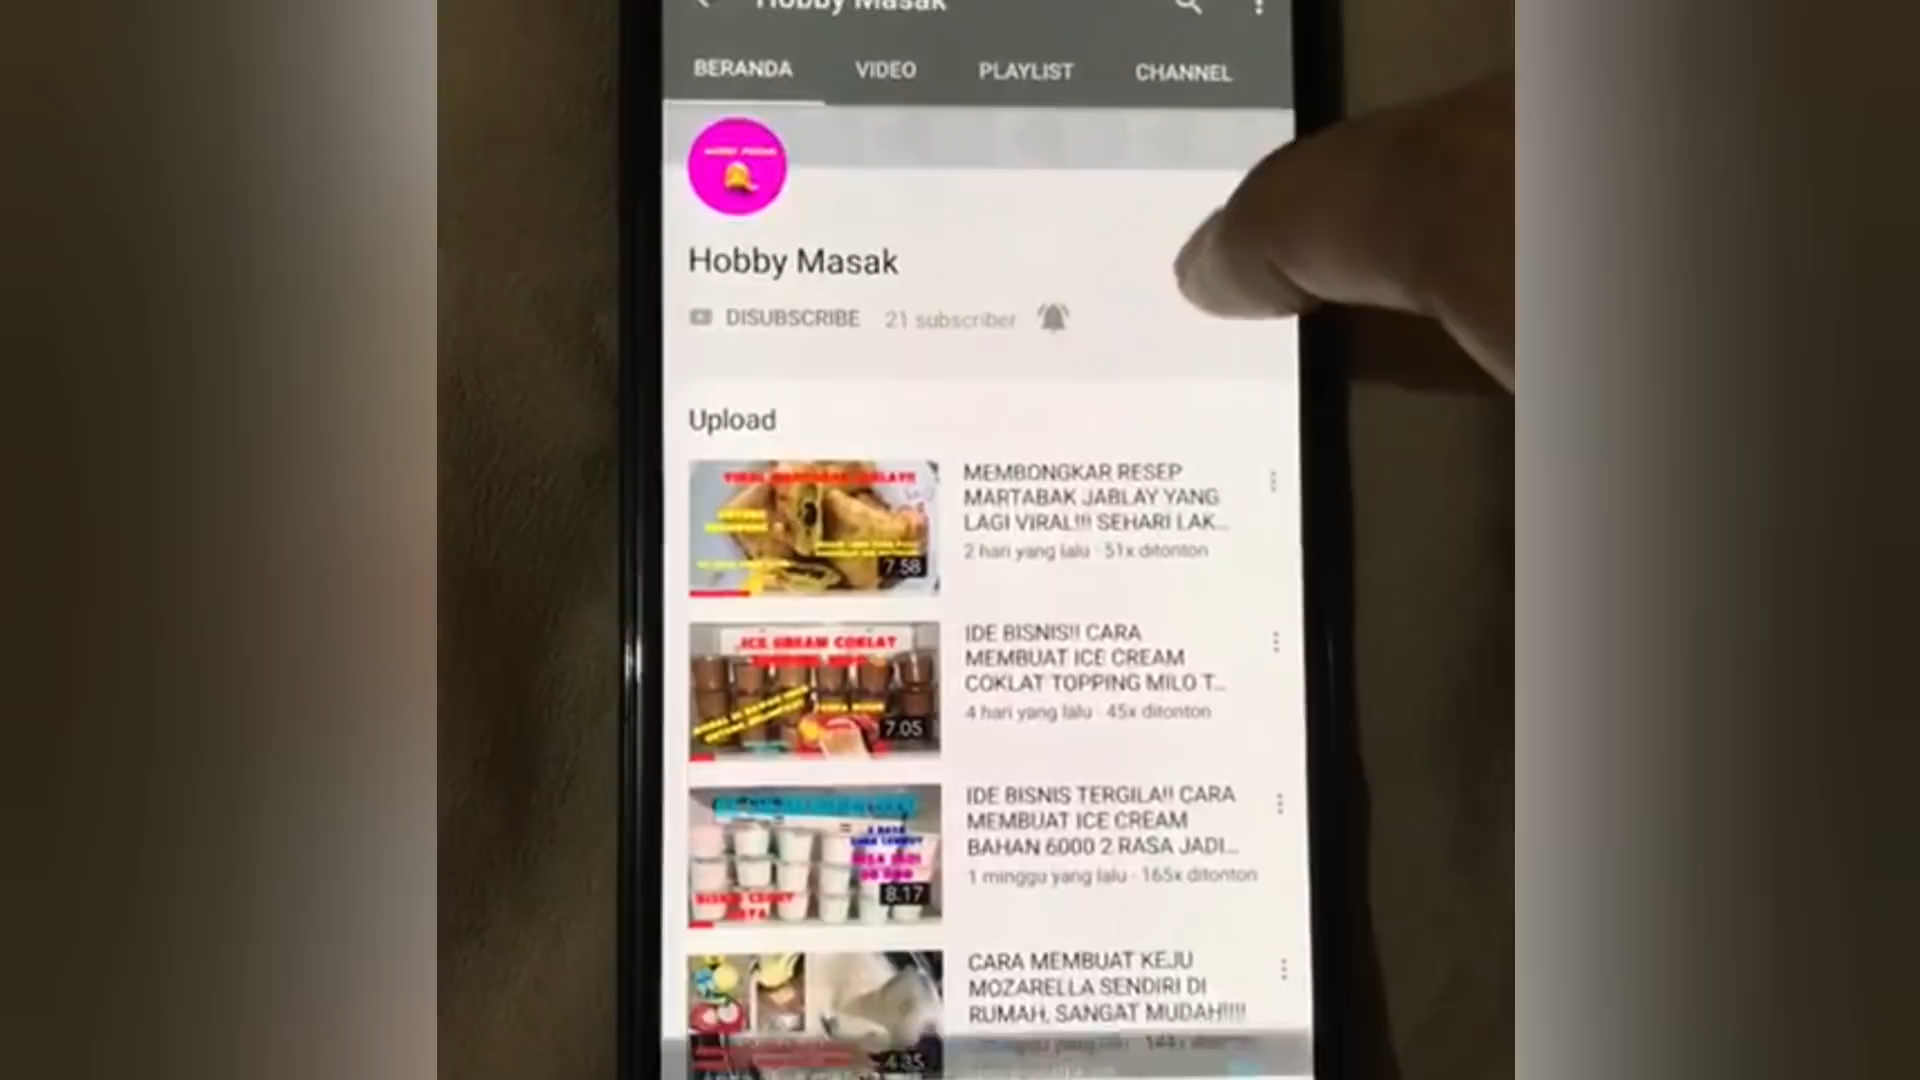 Hobby Masak
BERANDA VIDEO PLAYLIST CHANNEL
Hobby Masak
DISUBSCRIBE 21 subscriber
Upload
MEMBONGKAR RESEP
MARTABAK JABLAY YANG
LAGI VIRAL!!! SEHARI LAK...
2 hari yang lalu · 51x ditonton
7.58
ICE CREAM COKLAT
IDE BISNIS!! CARA
MEMBUAT ICE CREAM
COKLAT TOPPING MILO T...
4 hari yang lalu · 45x ditonton
7.05
IDE BISNIS TERGILA!! CARA
MEMBUAT ICE CREAM
BAHAN 6000 2 RASA JADI...
1 minggu yang lalu · 165x ditonton
8.17
CARA MEMBUAT KEJU
MOZARELLA SENDIRI DI
RUMAH, SANGAT MUDAH!!!!
4.35